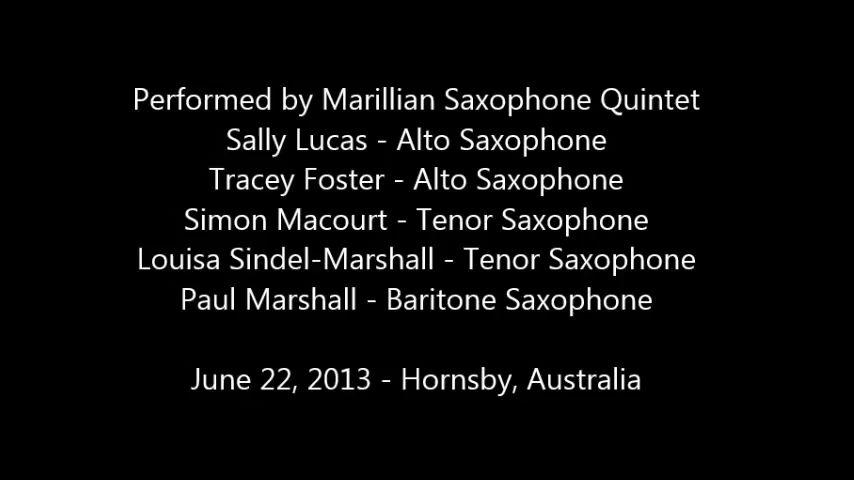 Performed by Marillian Saxophone Quintet
Sally Lucas - Alto Saxophone
Tracey Foster - Alto Saxophone
Simon Macourt - Tenor Saxophone
Louisa Sindel-Marshall - Tenor Saxophone
Paul Marshall - Baritone Saxophone
June 22, 2013 - Hornsby, Australia